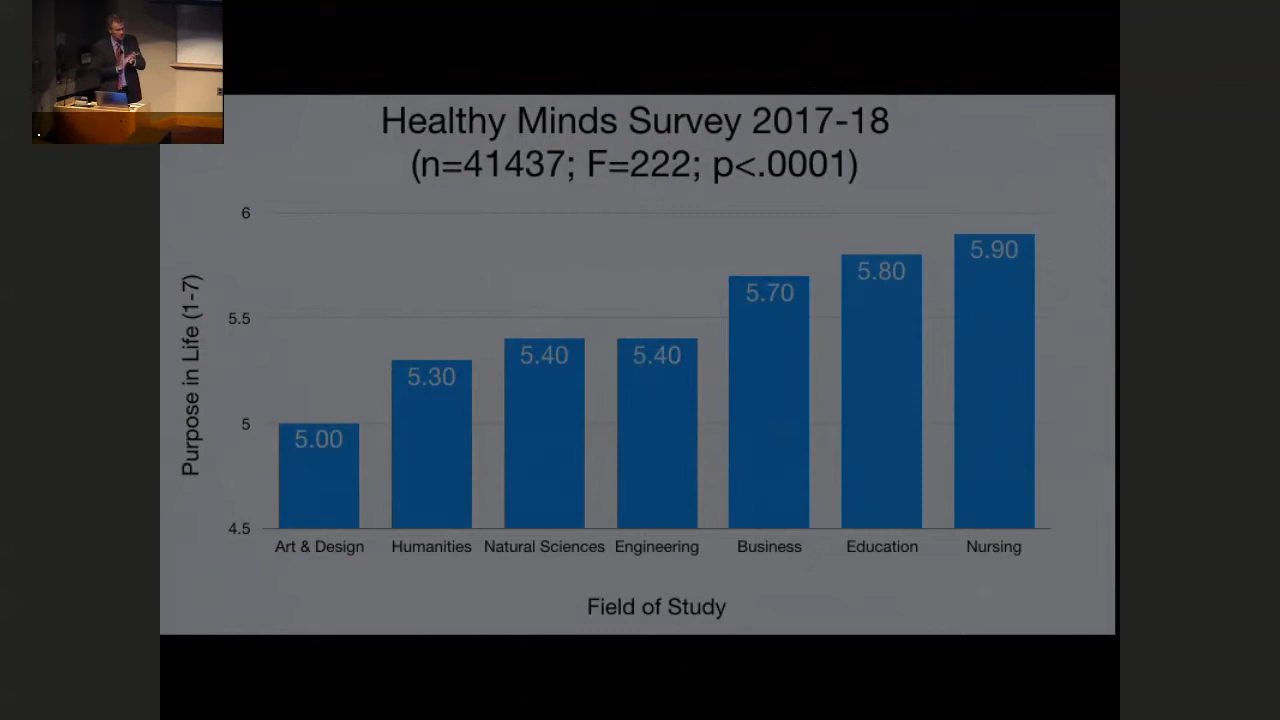 Healthy Minds Survey 2017-18
(n=41437; F=222; p<.0001)
Purpose in Life (1-7)
6
5.5
5
4.5
5.00
5.30
5.40
5.40
5.70
5.80
5.90
Art & Design
Humanities
Natural Sciences
Engineering
Business
Education
Nursing
Field of Study